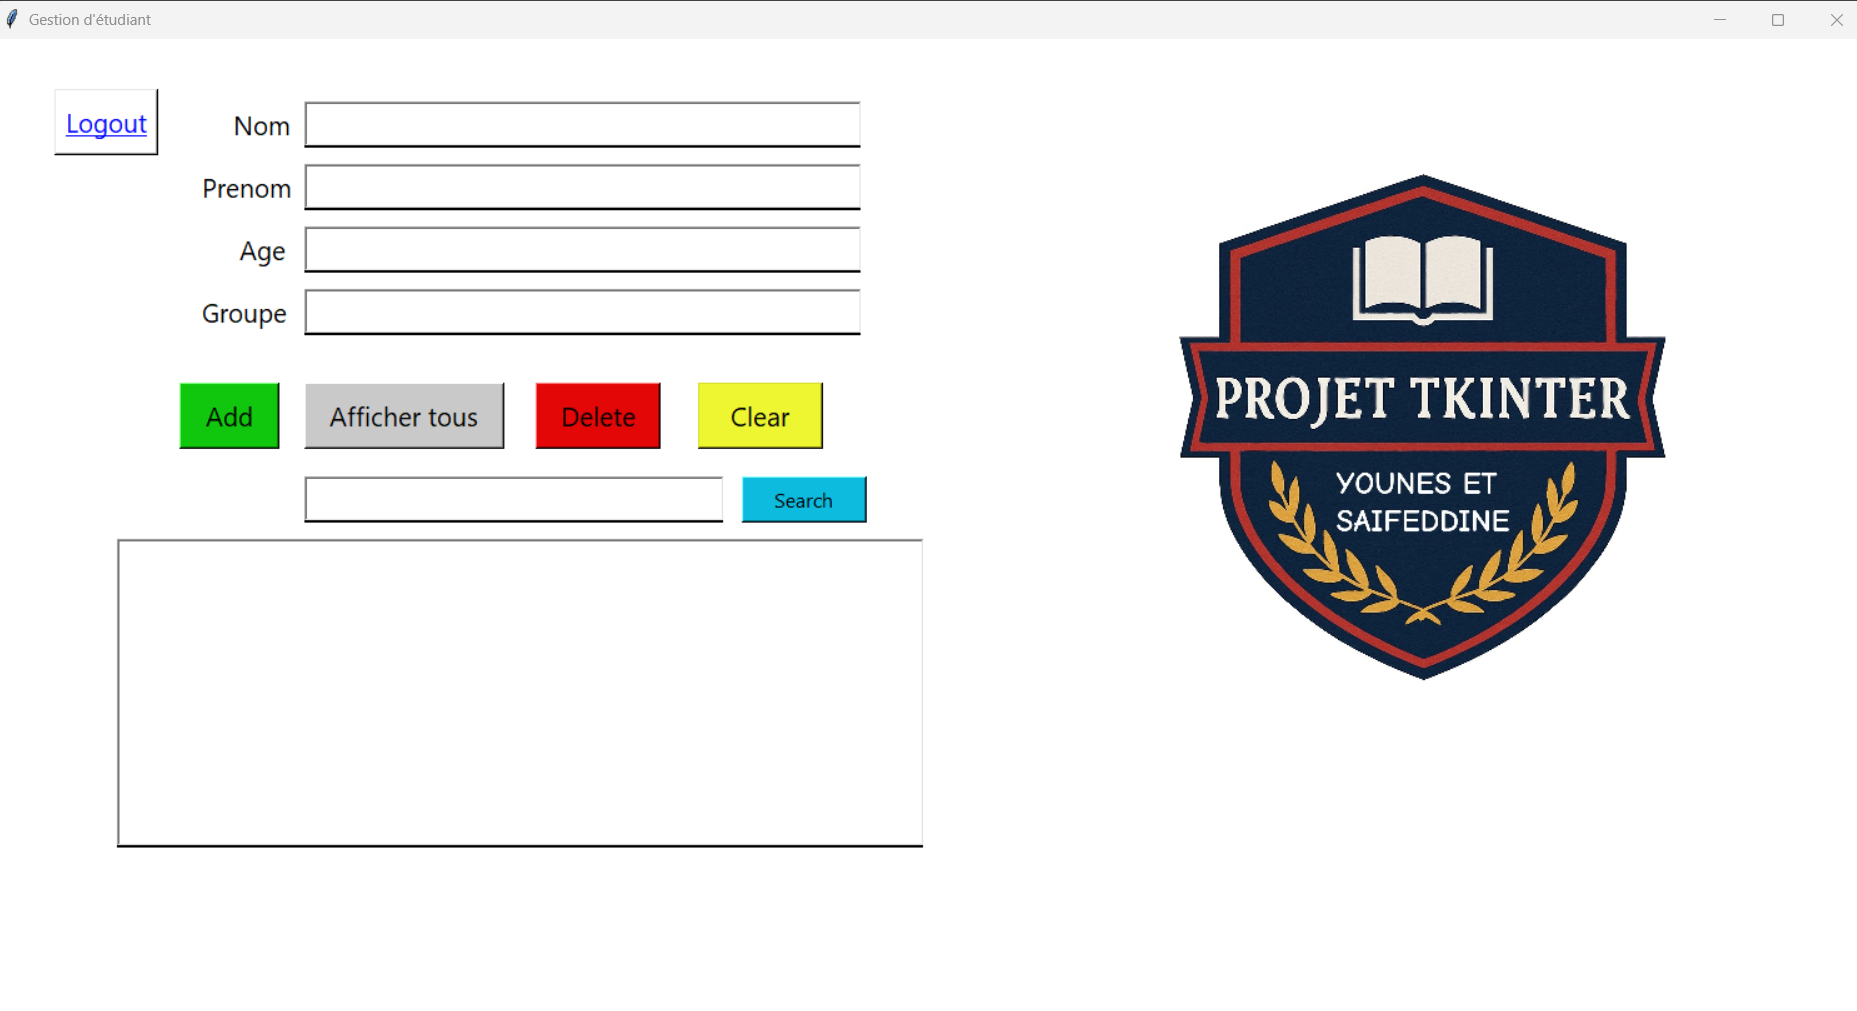 Gestion d'étudiant
Logout
Nom
Prenom
Age
Groupe
Add
Afficher tous
Delete
Clear
Search
PROJET TKINTER
YOUNES ET
SAIFEDDINE